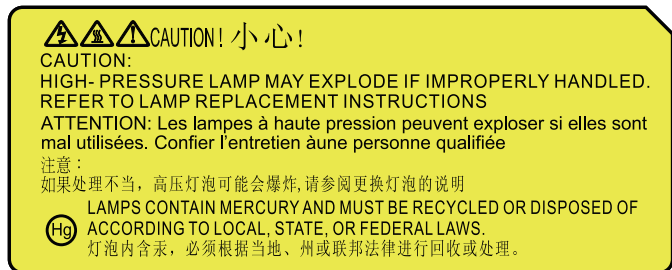 CAUTION! 小心!
CAUTION:
HIGH- PRESSURE LAMP MAY EXPLODE IF IMPROPERLY HANDLED.
REFER TO LAMP REPLACEMENT INSTRUCTIONS
ATTENTION: Les lampes à haute pression peuvent exploser si elles sont
mal utilisées. Confier l'entretien àune personne qualifiée
注意：
如果处理不当，高压灯泡可能会爆炸,请参阅更换灯泡的说明
Hg
LAMPS CONTAIN MERCURY AND MUST BE RECYCLED OR DISPOSED OF
ACCORDING TO LOCAL, STATE, OR FEDERAL LAWS.
灯泡内含汞，必须根据当地、州或联邦法律进行回收或处理。